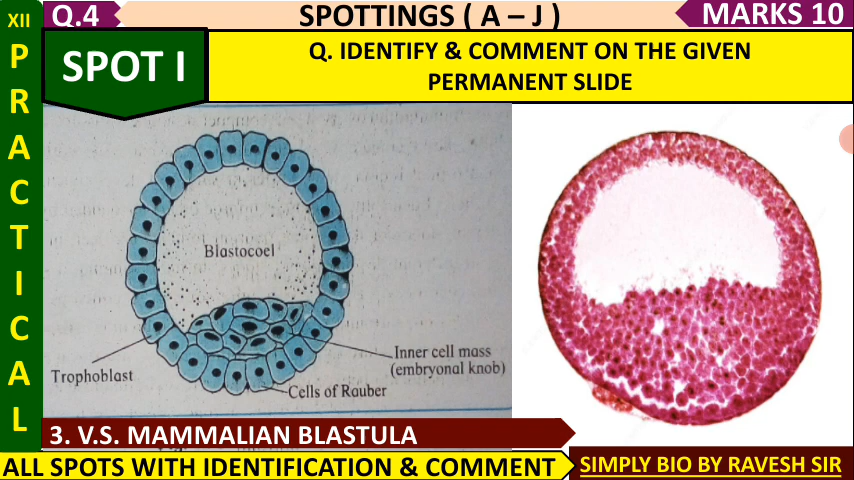 XII
PRACTICAL
Q.4
SPOTTINGS ( A – J )
MARKS 10
SPOT I
Q. IDENTIFY & COMMENT ON THE GIVEN
PERMANENT SLIDE
Blastocoel
Trophoblast
Inner cell mass
(embryonal knob)
Cells of Rauber
3. V.S. MAMMALIAN BLASTULA
ALL SPOTS WITH IDENTIFICATION & COMMENT
SIMPLY BIO BY RAVESH SIR